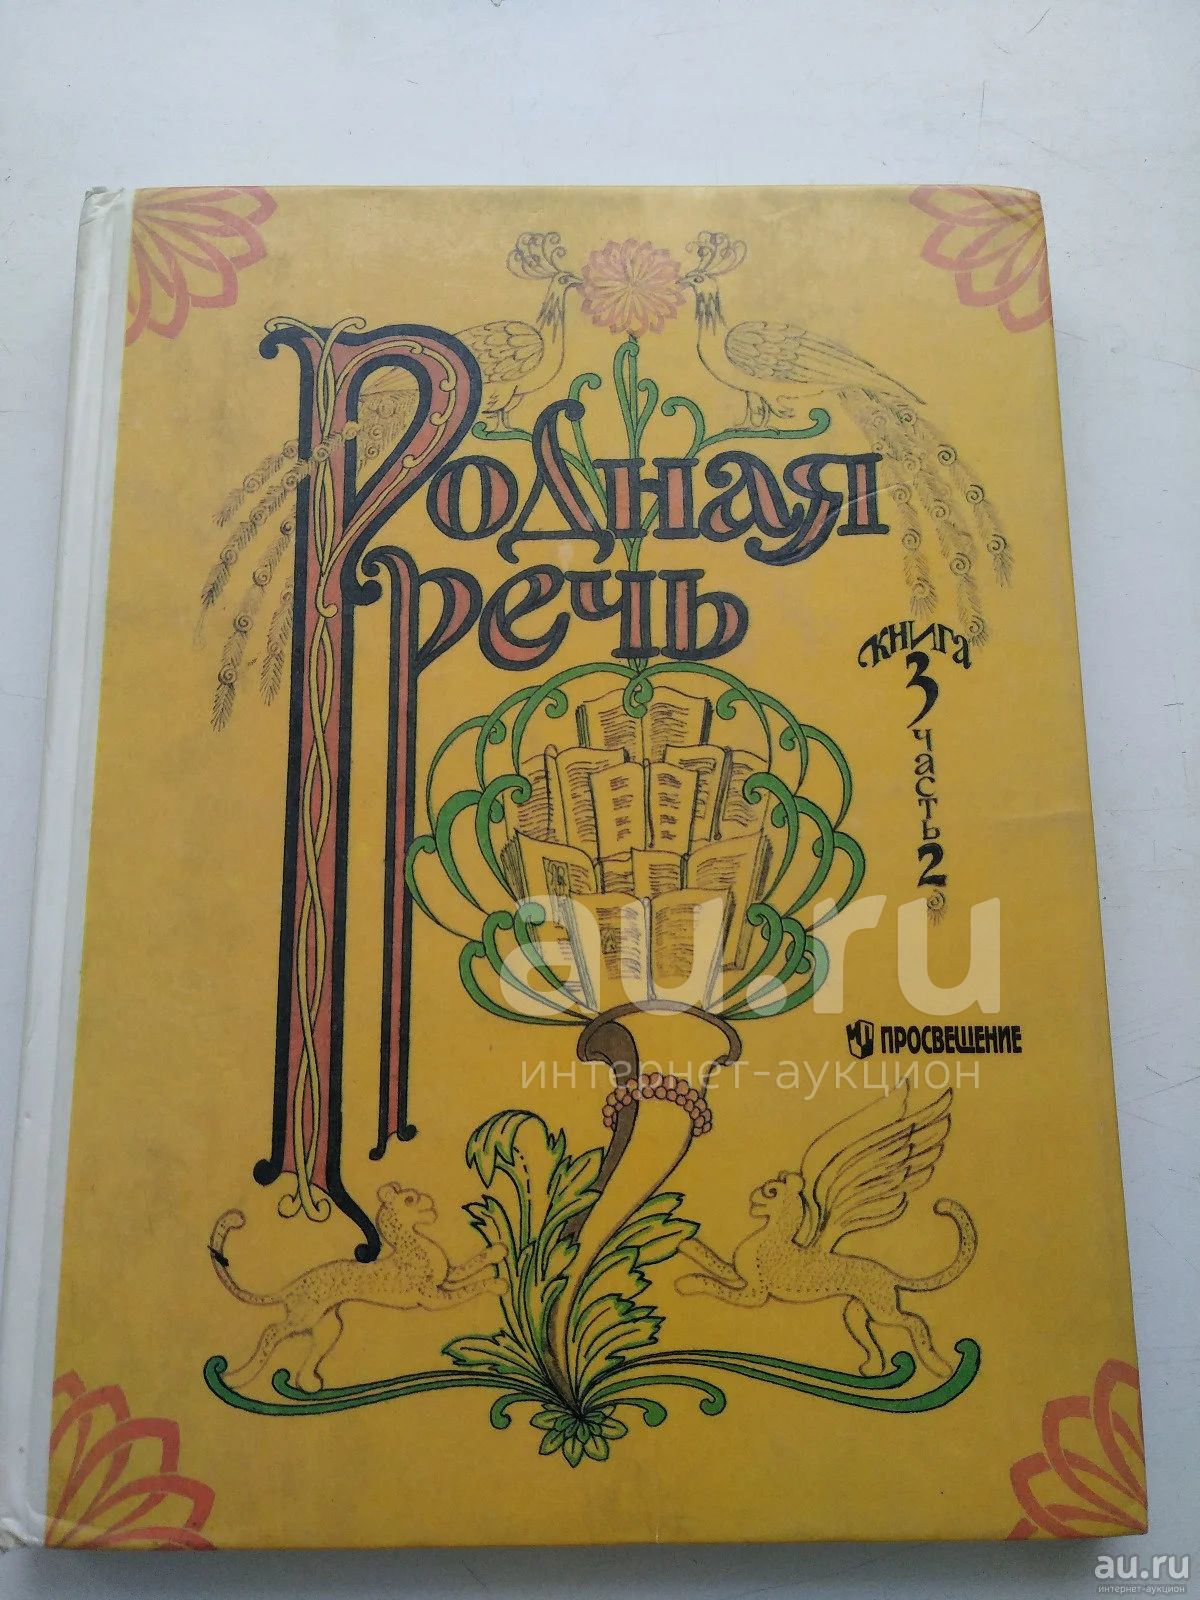 Родная
речь
книга
3
часть
2
ПРОСВЕЩЕНИЕ
au.ru
интернет-аукцион
au.ru
интернет-аукцион